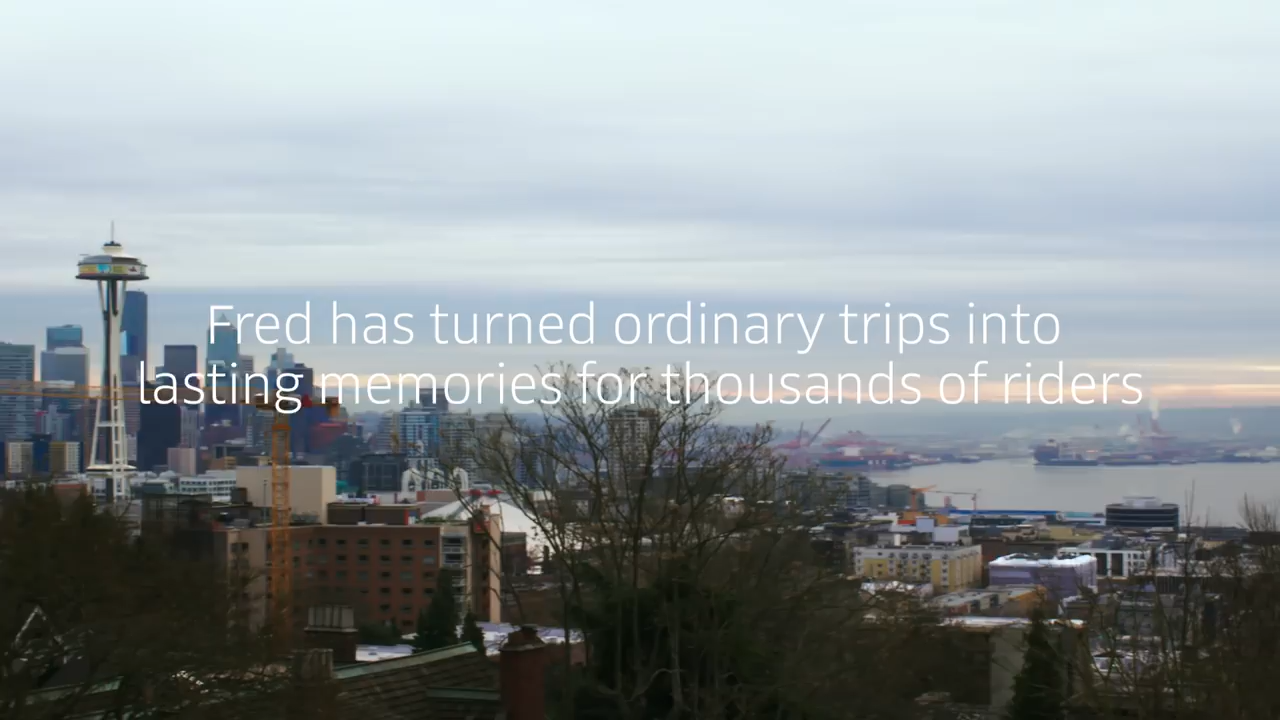 Fred has turned ordinary trips into
lasting memories for thousands of riders